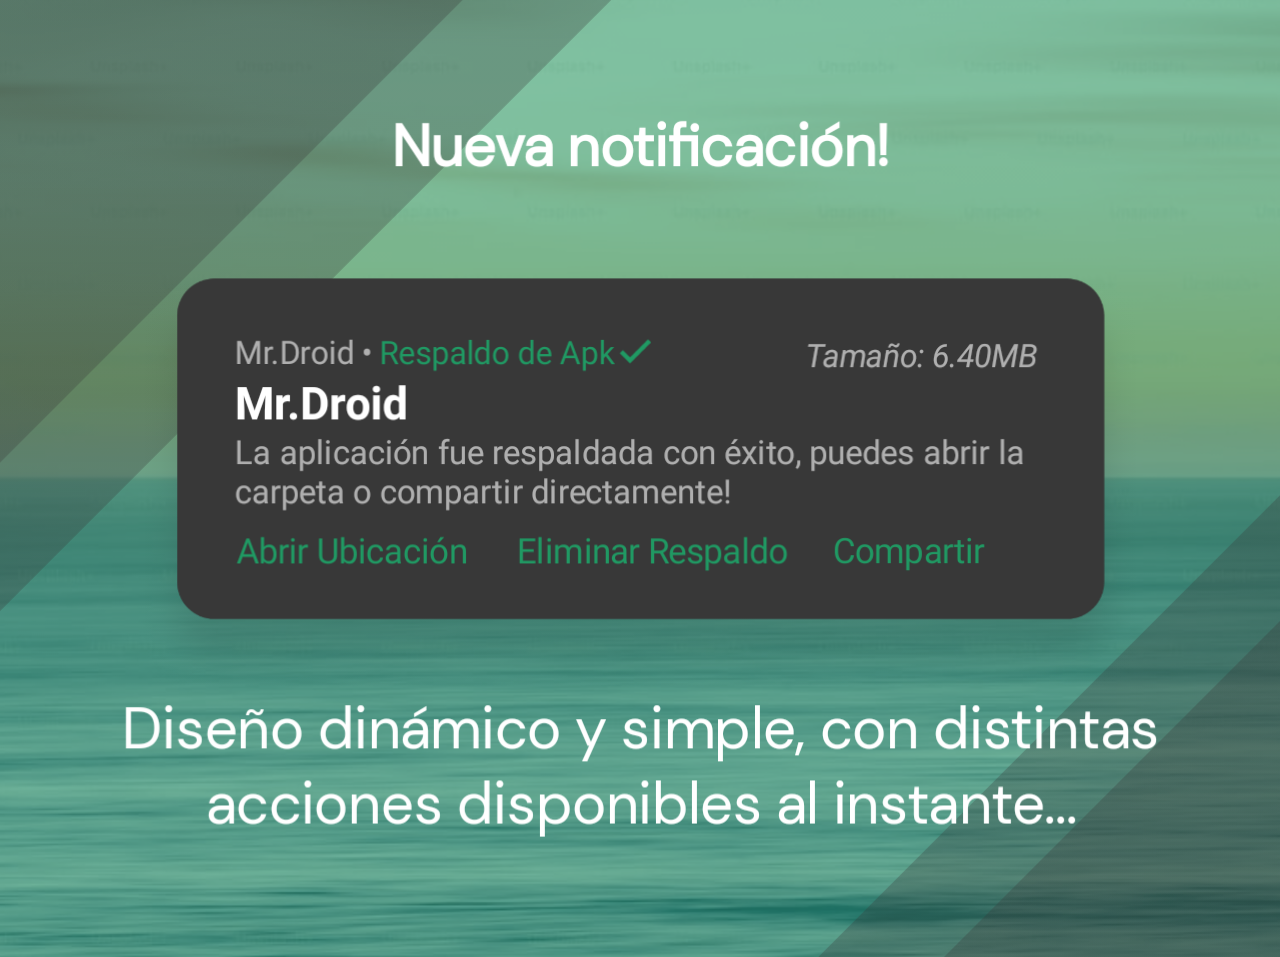 Nueva notificación!
Mr.Droid • Respaldo de Apk✓
Tamaño: 6.40MB
Mr.Droid
La aplicación fue respaldada con éxito, puedes abrir la
carpeta o compartir directamente!
Abrir Ubicación Eliminar Respaldo Compartir
Diseño dinámico y simple, con distintas
acciones disponibles al instante...